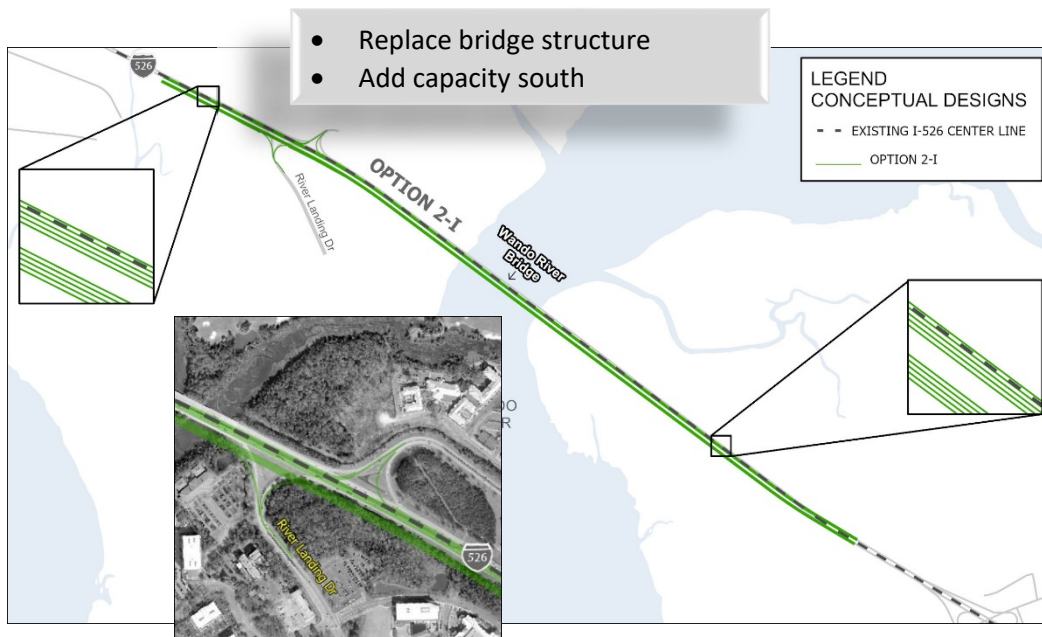 • Replace bridge structure
• Add capacity south
526
LEGEND
CONCEPTUAL DESIGNS
EXISTING I-526 CENTER LINE
OPTION 2-I
River Landing Dr
OPTION 2-I
Wando River
Bridge
DO
R
River Landing Dr
526